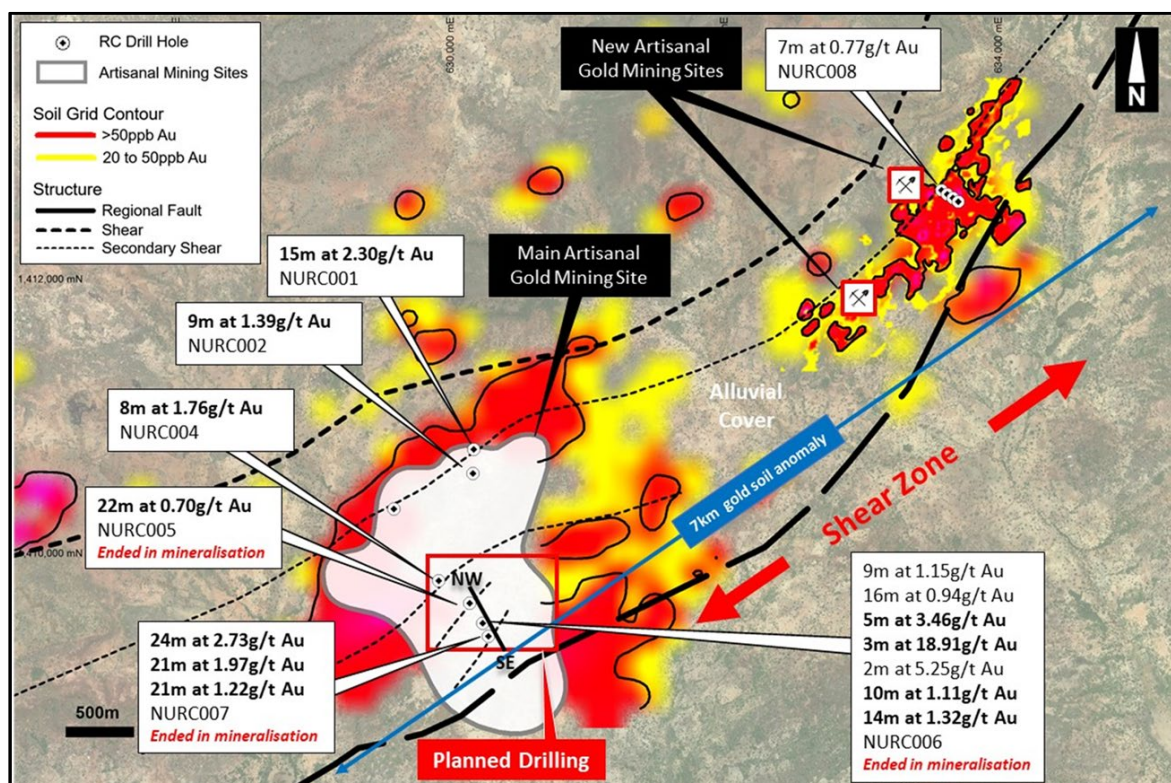 RC Drill Hole
Artisanal Mining Sites
Soil Grid Contour
>50ppb Au
20 to 50ppb Au
Structure
Regional Fault
Shear
Secondary Shear
630,000 mE
634,000 mE
New Artisanal
Gold Mining Sites
7m at 0.77g/t Au
NURC008
N
15m at 2.30g/t Au
NURC001
Main Artisanal
Gold Mining Site
1,412,000 mN
9m at 1.39g/t Au
NURC002
8m at 1.76g/t Au
NURC004
Alluvial
Cover
7km gold soil anomaly
Shear Zone
22m at 0.70g/t Au
NURC005
Ended in mineralisation
1,410,000 mN
NW
SE
24m at 2.73g/t Au
21m at 1.97g/t Au
21m at 1.22g/t Au
NURC007
Ended in mineralisation
9m at 1.15g/t Au
16m at 0.94g/t Au
5m at 3.46g/t Au
3m at 18.91g/t Au
2m at 5.25g/t Au
10m at 1.11g/t Au
14m at 1.32g/t Au
NURC006
Ended in mineralisation
500m
Planned Drilling